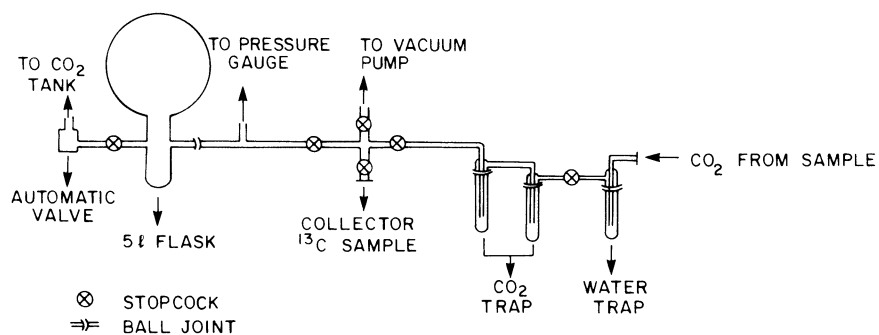 TO CO₂
TANK
TO PRESSURE
GAUGE
TO VACUUM
PUMP
CO₂ FROM SAMPLE
AUTOMATIC
VALVE
5ℓ FLASK
COLLECTOR
¹³C SAMPLE
CO₂
TRAP
WATER
TRAP
STOPCOCK
BALL JOINT